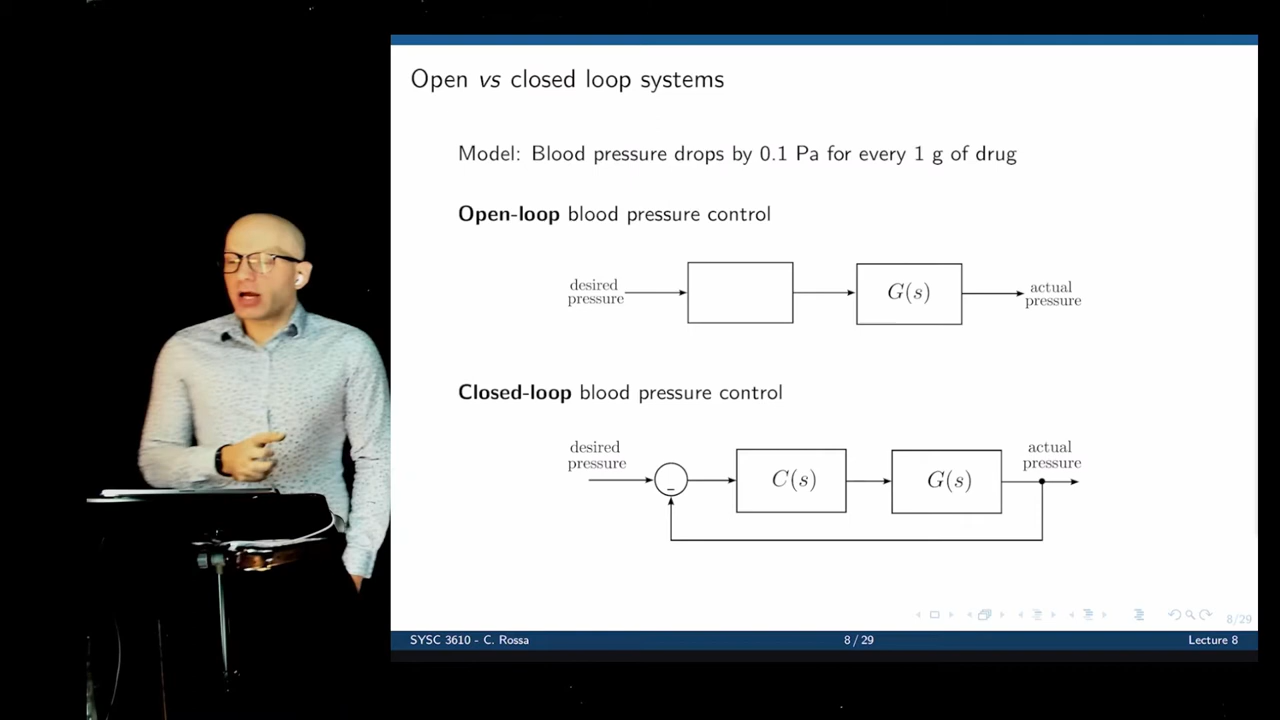 Open vs closed loop systems
Model: Blood pressure drops by 0.1 Pa for every 1 g of drug
Open-loop blood pressure control
desired
pressure
G(s)
actual
pressure
Closed-loop blood pressure control
desired
pressure
-
C(s)
G(s)
actual
pressure
8/29
SYSC 3610 - C. Rossa
8 / 29
Lecture 8